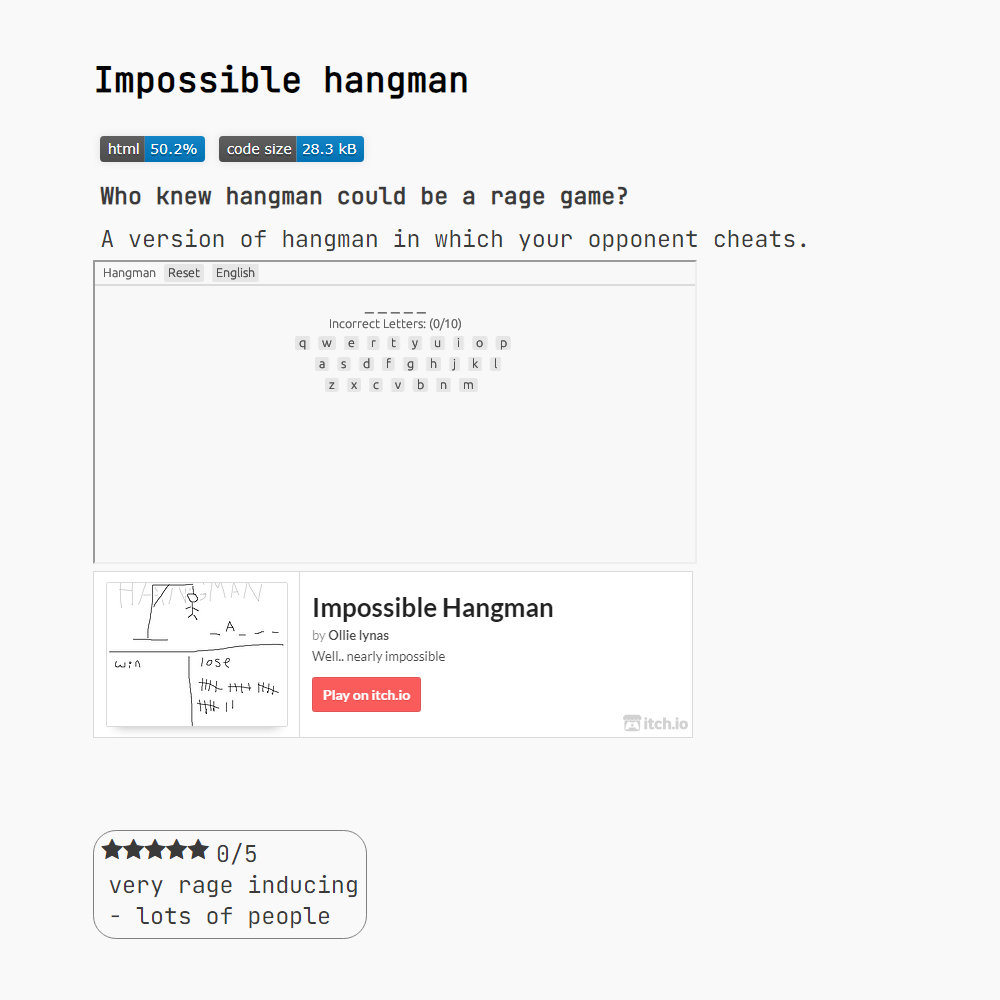 Impossible hangman
html 50.2% code size 28.3 kB
Who knew hangman could be a rage game?
A version of hangman in which your opponent cheats.
Hangman Reset English
_ _ _ _ _
Incorrect Letters: (0/10)
q w e r t y u i o p
a s d f g h j k l
z x c v b n m
HANGMAN
_ A _ _ _
win lose
Impossible Hangman
by Ollie lynas
Well.. nearly impossible
Play on itch.io
itch.io
★★★★★ 0/5
very rage inducing
- lots of people